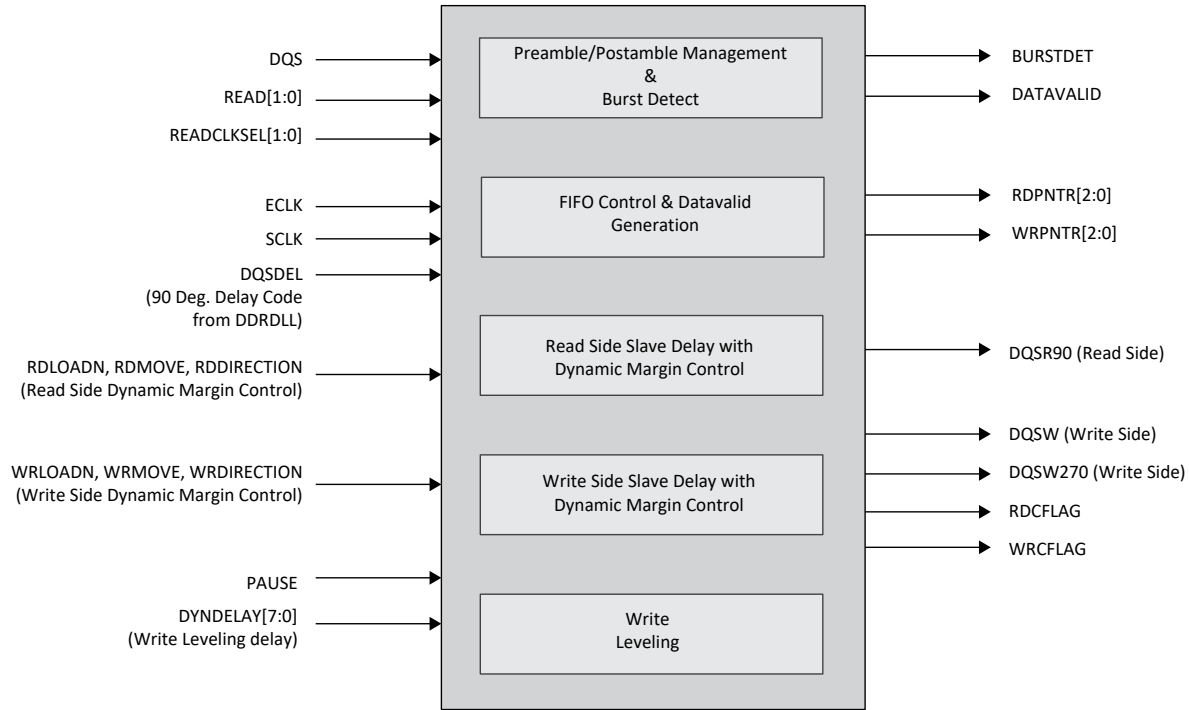 DQS
READ[1:0]
READCLKSEL[1:0]
ECLK
SCLK
DQSDEL
(90 Deg. Delay Code
from DDRDLL)
RDLOADN, RDMOVE, RDDIRECTION
(Read Side Dynamic Margin Control)
WRLOADN, WRMOVE, WRDIRECTION
(Write Side Dynamic Margin Control)
PAUSE
DYNDELAY[7:0]
(Write Leveling delay)
Preamble/Postamble Management
&
Burst Detect
FIFO Control & Datavalid
Generation
Read Side Slave Delay with
Dynamic Margin Control
Write Side Slave Delay with
Dynamic Margin Control
Write
Leveling
BURSTDET
DATAVALID
RDPNTR[2:0]
WRPNTR[2:0]
DQSR90 (Read Side)
DQSW (Write Side)
DQSW270 (Write Side)
RDCFLAG
WRCFLAG